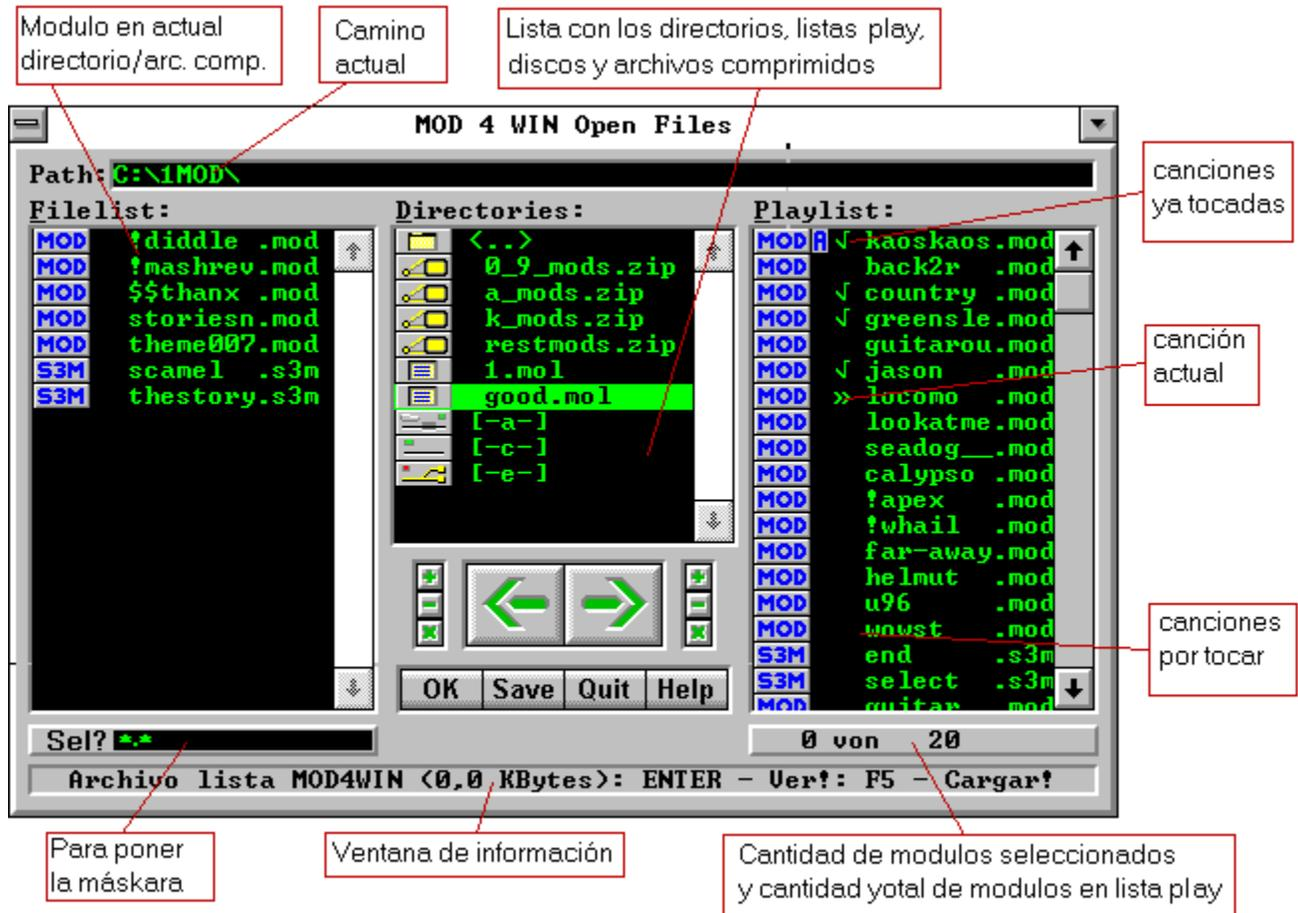 Modulo en actual
directorio/arc. comp.
Camino
actual
Lista con los directorios, listas play,
discos y archivos comprimidos
MOD 4 WIN Open Files
Path: C:\1MOD\
Filelist:
MOD !diddle .mod
MOD !mashrev.mod
MOD $$thanx .mod
MOD storiesn.mod
MOD theme007.mod
S3M scamel .s3m
S3M thestory.s3m
Directories:
<..>
0_9_mods.zip
a_mods.zip
k_mods.zip
restmods.zip
1.mol
good.mol
[-a-]
[-c-]
[-e-]
Playlist:
MOD A √ kaoskaos.mod
MOD back2r .mod
MOD √ country .mod
MOD √ greensle.mod
MOD guitarou.mod
MOD √ jason .mod
MOD » locomo .mod
MOD lookatme.mod
MOD seadog__.mod
MOD calypso .mod
MOD !apex .mod
MOD !whail .mod
MOD far-away.mod
MOD helmut .mod
MOD u96 .mod
MOD wowst .mod
S3M end .s3m
S3M select .s3m
MOD guitar .mod
canciones
ya tocadas
canción
actual
canciones
por tocar
OK Save Quit Help
Sel? *.*
0 von 20
Archivo lista MOD4WIN (0,0 KBytes): ENTER - Ver!: F5 - Cargar!
Para poner
la máskara
Ventana de información
Cantidad de modulos seleccionados
y cantidad yotal de modulos en lista play